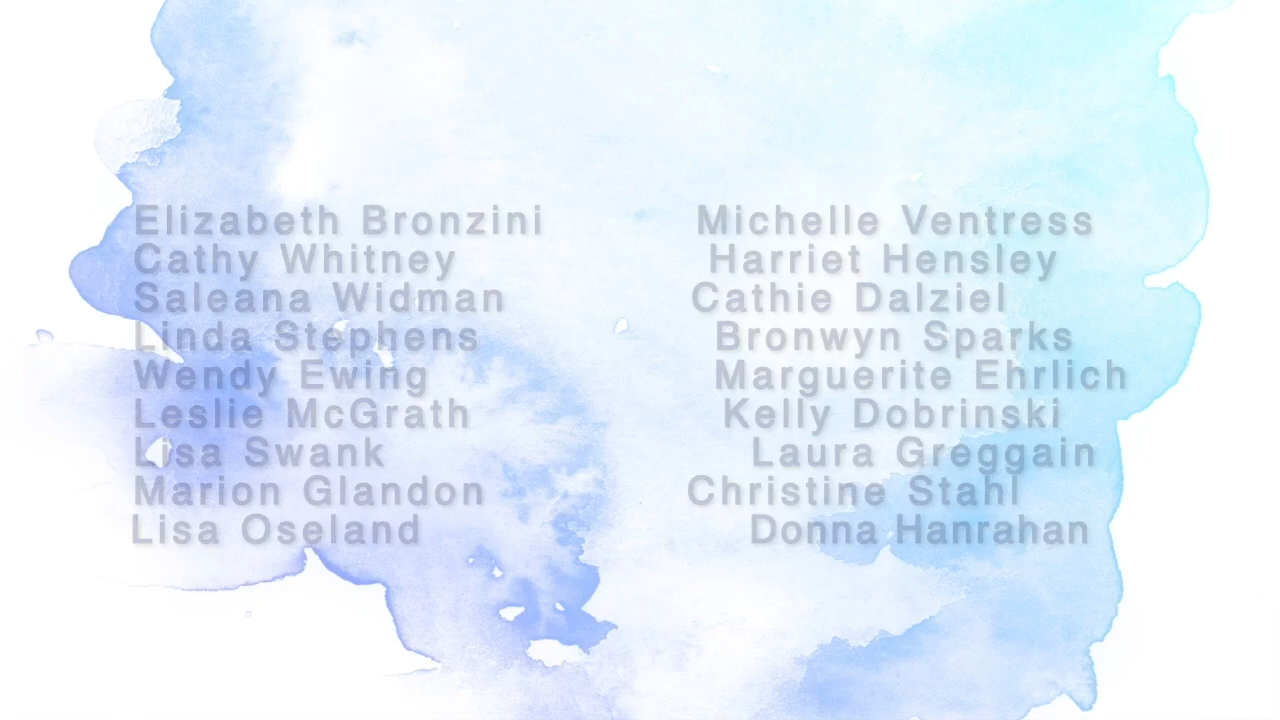 Elizabeth Bronzini
Cathy Whitney
Saleana Widman
Linda Stephens
Wendy Ewing
Leslie McGrath
Lisa Swank
Marion Glandon
Lisa Oseland
Michelle Ventress
Harriet Hensley
Cathie Dalziel
Bronwyn Sparks
Marguerite Ehrlich
Kelly Dobrinski
Laura Greggain
Christine Stahl
Donna Hanrahan